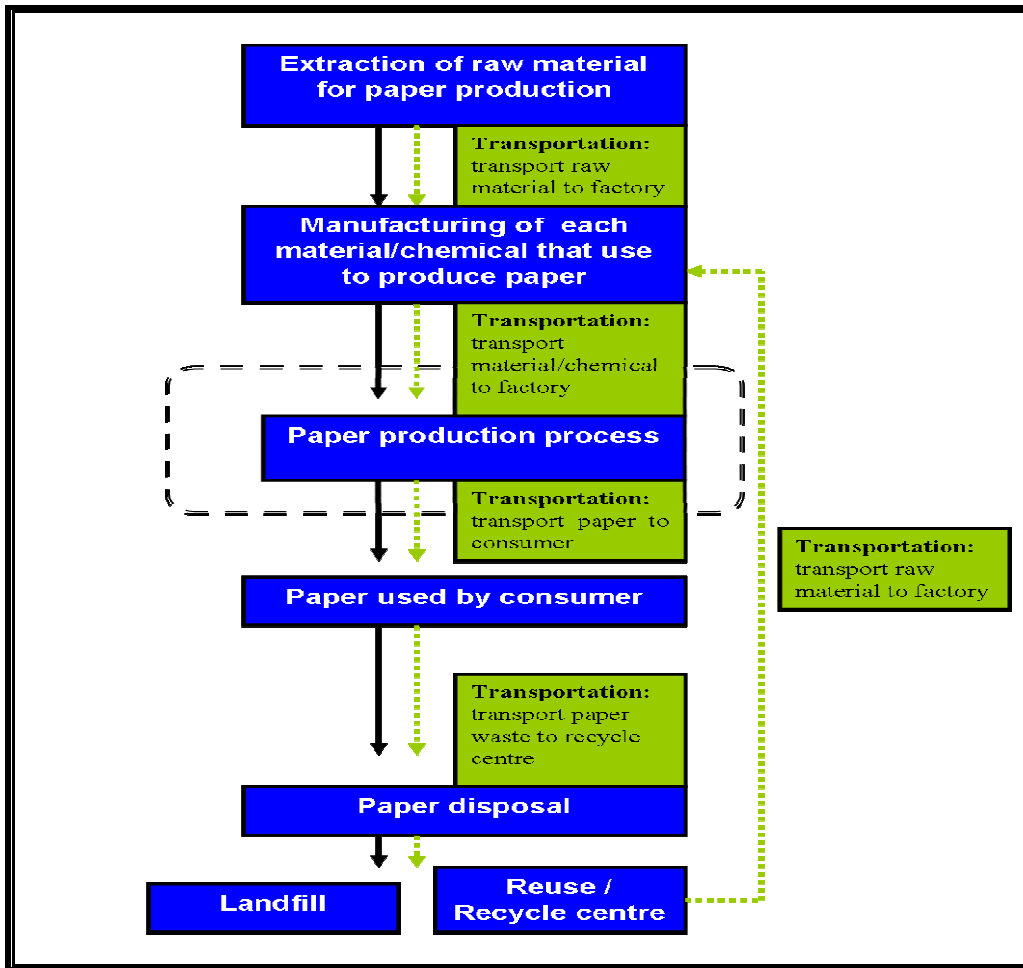 Extraction of raw material
for paper production
Transportation:
transport raw
material to factory
Manufacturing of each
material/chemical that use
to produce paper
Transportation:
transport
material/chemical
to factory
Paper production process
Transportation:
transport paper to
consumer
Transportation:
transport raw
material to factory
Paper used by consumer
Transportation:
transport paper
waste to recycle
centre
Paper disposal
Landfill
Reuse /
Recycle centre